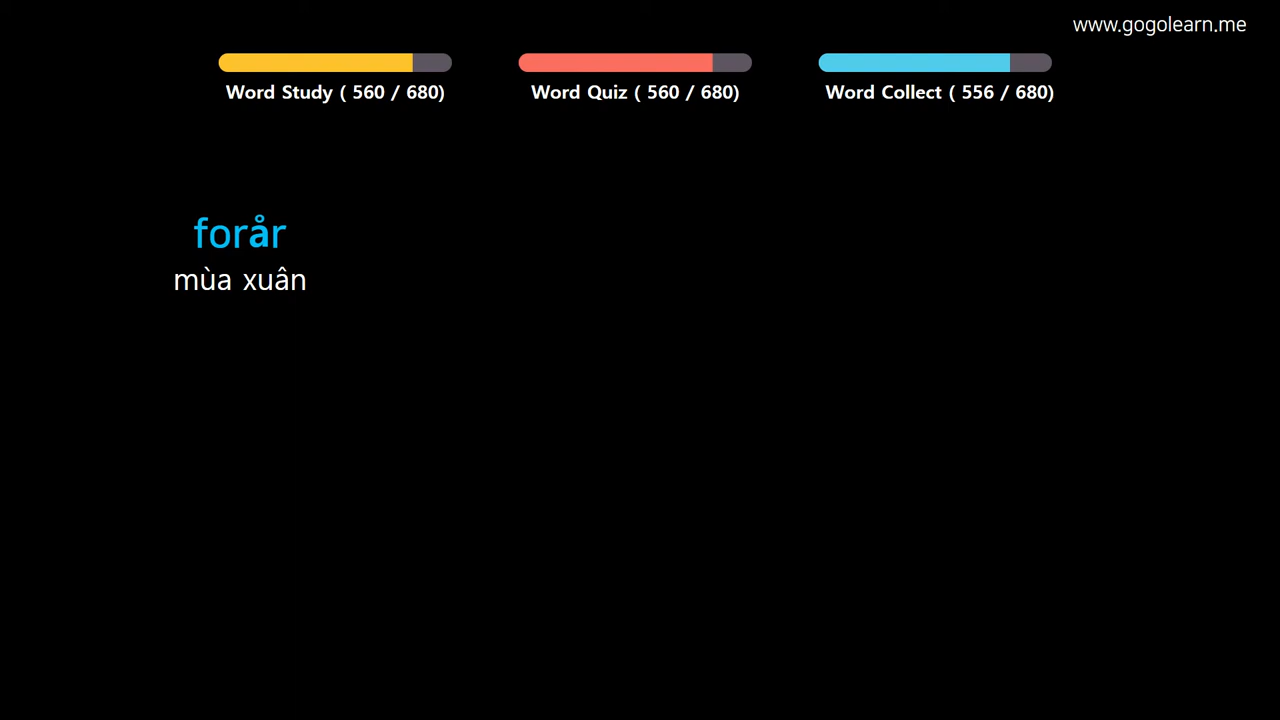 www.gogolearn.me
Word Study ( 560 / 680)
Word Quiz ( 560 / 680)
Word Collect ( 556 / 680)
forår
mùa xuân